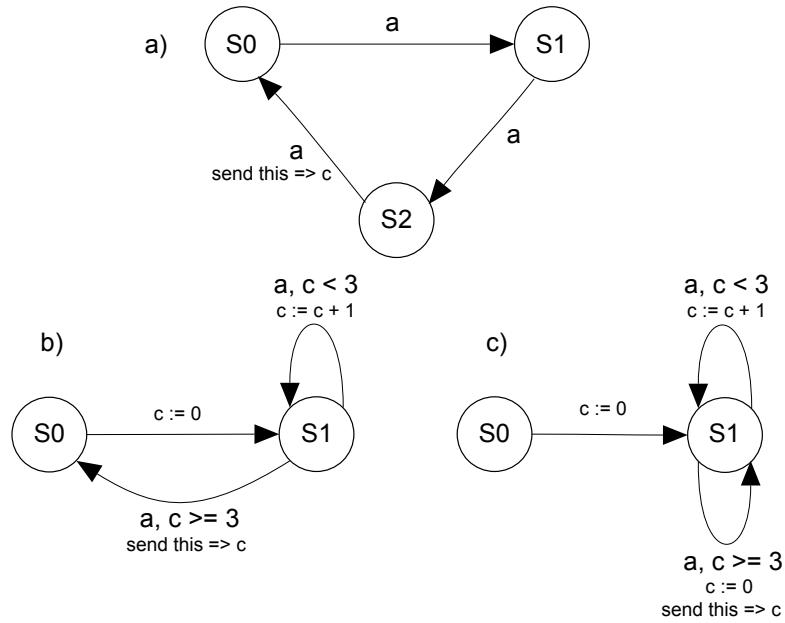 a)
S0
a
S1
a
a
send this => c
S2
b)
a, c < 3
c := c + 1
S0
c := 0
S1
a, c >= 3
send this => c
c)
a, c < 3
c := c + 1
S0
c := 0
S1
a, c >= 3
c := 0
send this => c